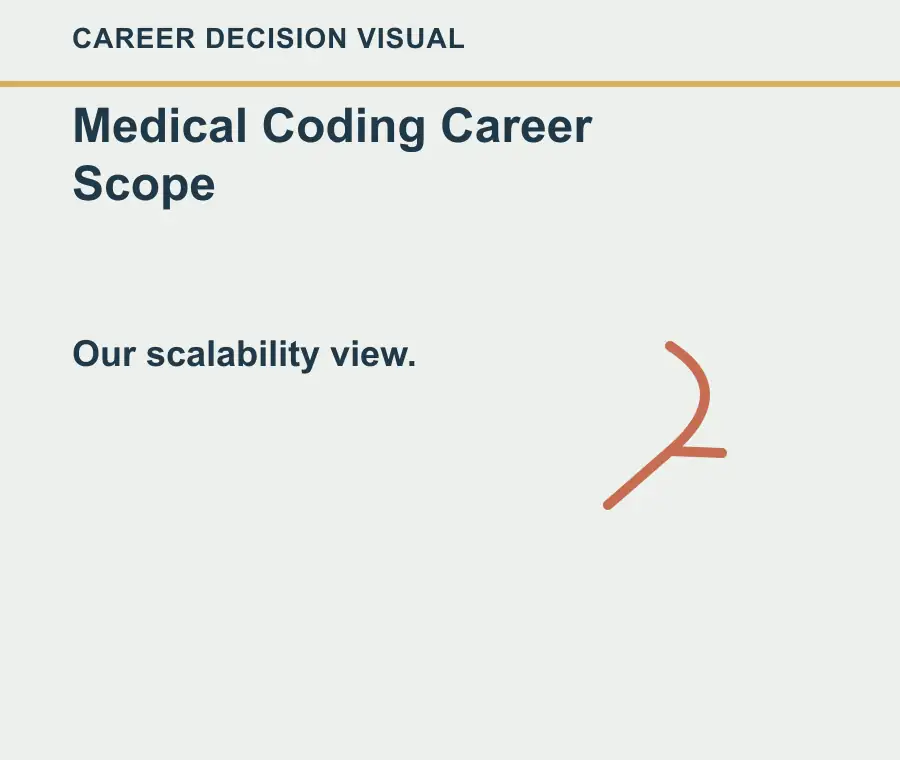 CAREER DECISION VISUAL
Medical Coding Career
Scope
Our scalability view.